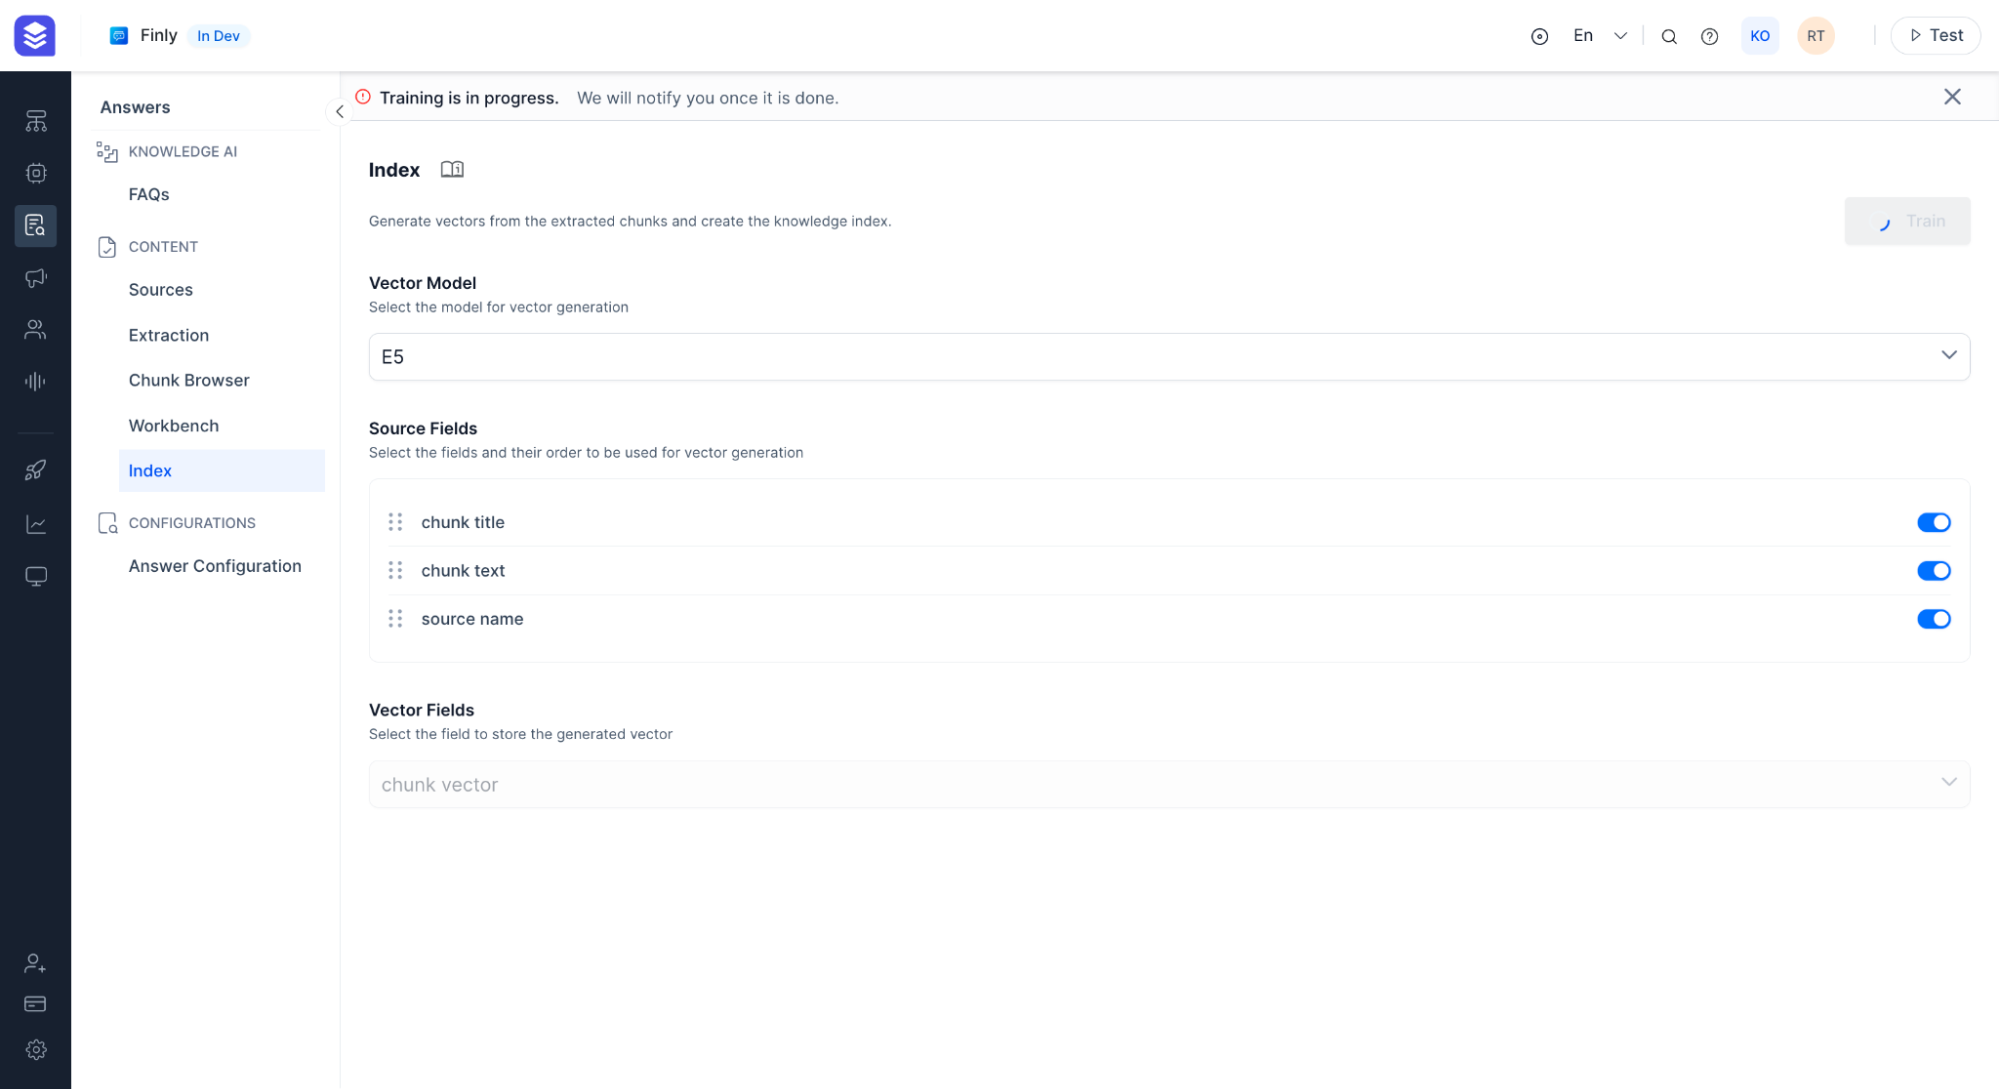 Finly In Dev
En KO RT Test
Answers
Training is in progress. We will notify you once it is done.
KNOWLEDGE AI
FAQs
CONTENT
Sources
Extraction
Chunk Browser
Workbench
Index
CONFIGURATIONS
Answer Configuration
Index
Generate vectors from the extracted chunks and create the knowledge index.
Train
Vector Model
Select the model for vector generation
E5
Source Fields
Select the fields and their order to be used for vector generation
chunk title
chunk text
source name
Vector Fields
Select the field to store the generated vector
chunk vector